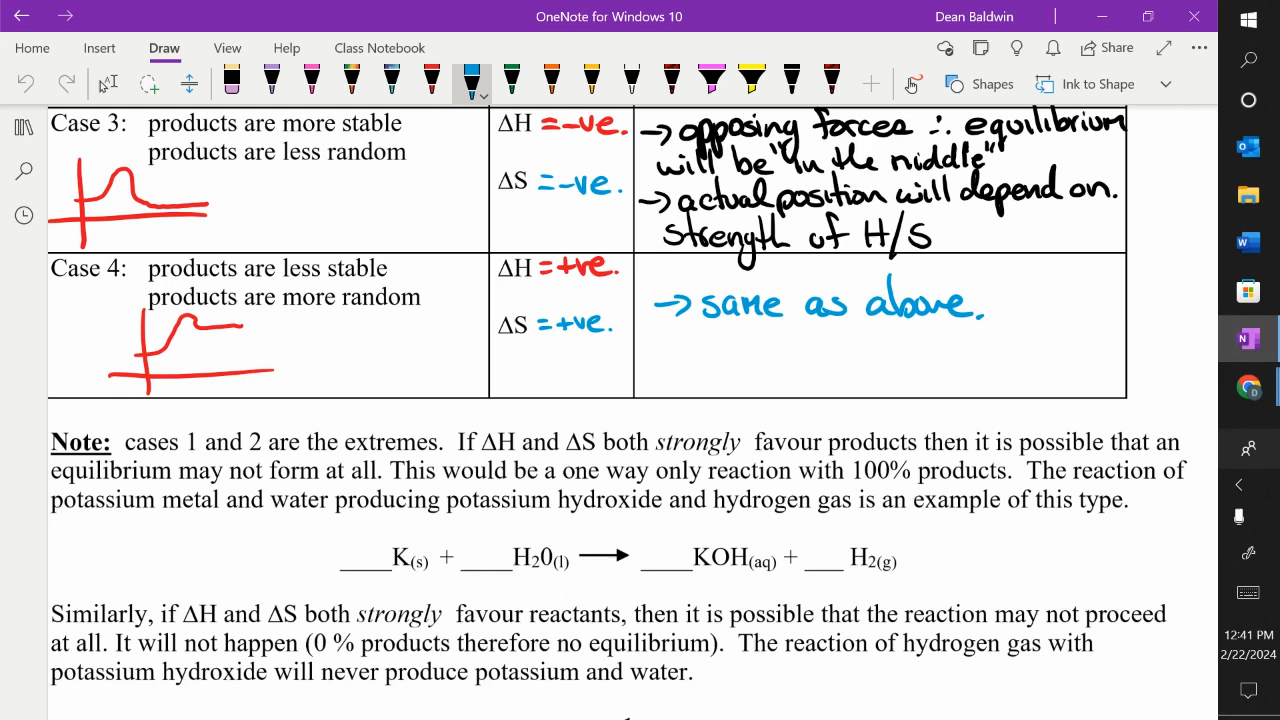 OneNote for Windows 10
Dean Baldwin
Home Insert Draw View Help Class Notebook
Share
Shapes
Ink to Shape
Case 3: products are more stable
products are less random
ΔH = -ve.
ΔS = -ve.
→ opposing forces ∴ equilibrium
will be "in the middle"
→ actual position will depend on.
strength of H/S
Case 4: products are less stable
products are more random
ΔH = +ve.
ΔS = +ve.
→ same as above.
Note: cases 1 and 2 are the extremes. If ΔH and ΔS both strongly favour products then it is possible that an
equilibrium may not form at all. This would be a one way only reaction with 100% products. The reaction of
potassium metal and water producing potassium hydroxide and hydrogen gas is an example of this type.
____K(s) + ____H20(l) ⟶ ____KOH(aq) + ___ H2(g)
Similarly, if ΔH and ΔS both strongly favour reactants, then it is possible that the reaction may not proceed
at all. It will not happen (0 % products therefore no equilibrium). The reaction of hydrogen gas with
potassium hydroxide will never produce potassium and water.
12:41 PM
2/22/2024